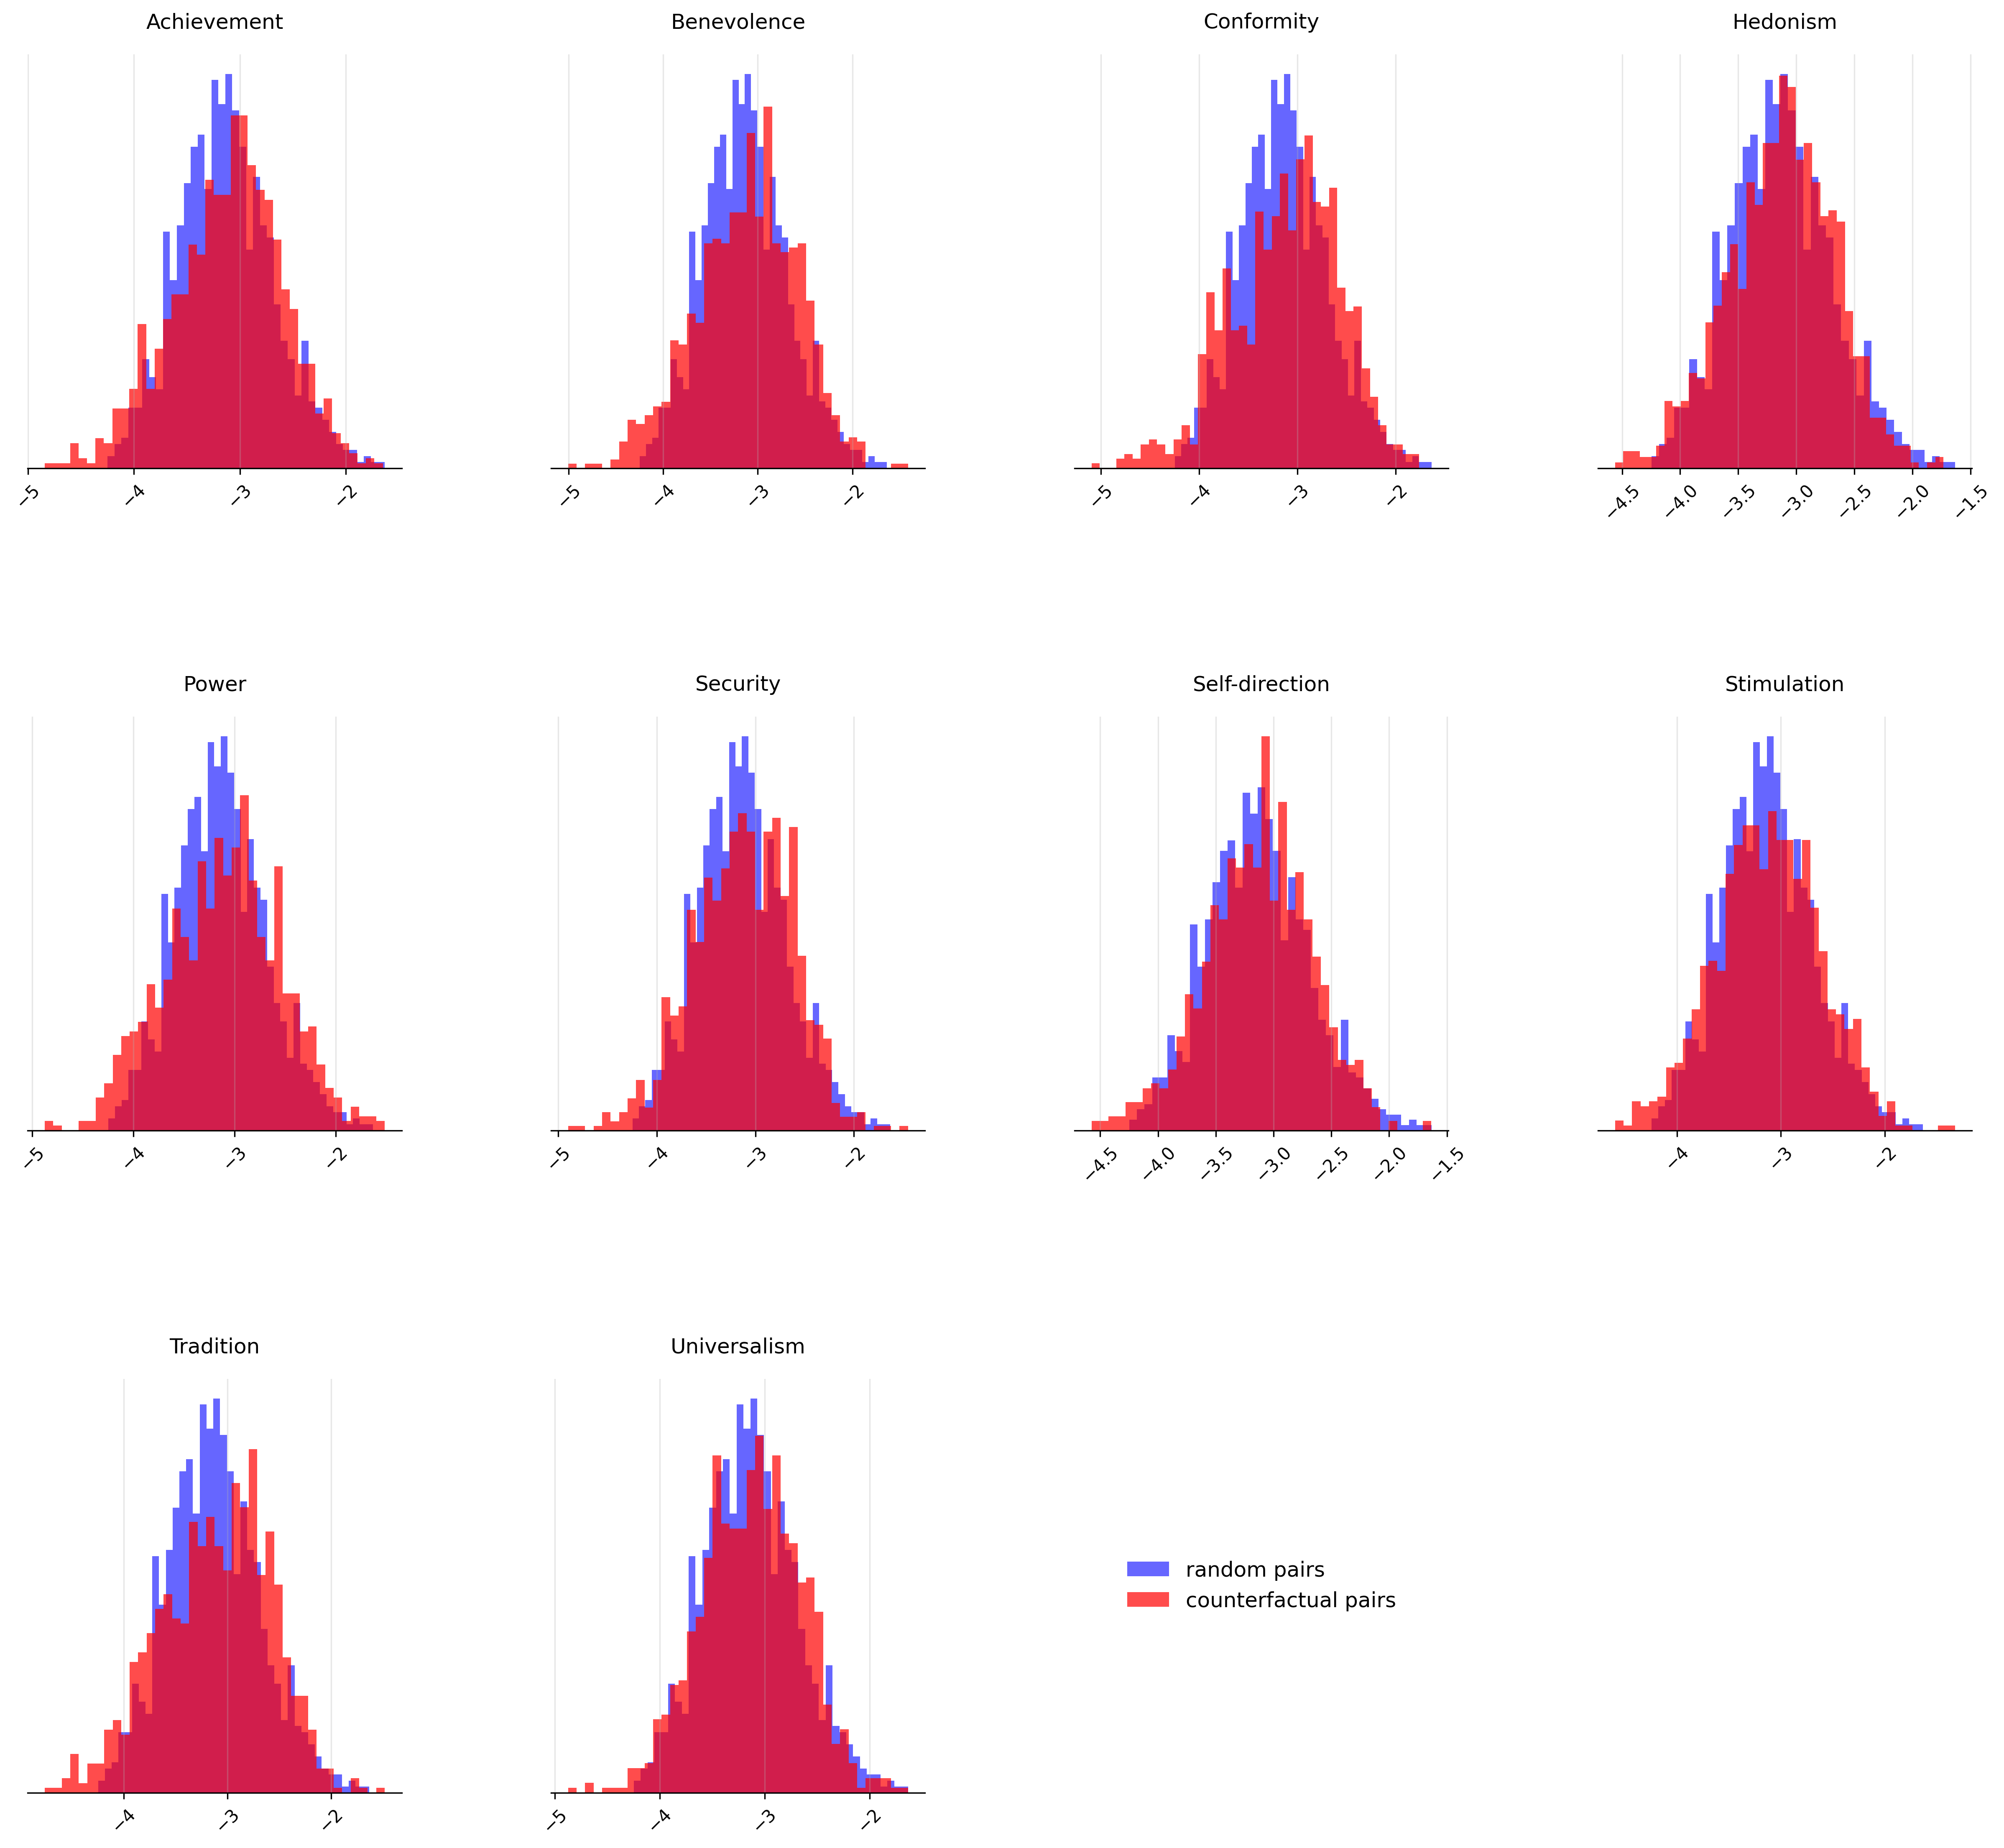 Achievement Benevolence Conformity Hedonism
−5 −4 −3 −2 −5 −4 −3 −2 −5 −4 −3 −2 −4.5 −4.0 −3.5 −3.0 −2.5 −2.0 −1.5
Power Security Self-direction Stimulation
−5 −4 −3 −2 −5 −4 −3 −2 −4.5 −4.0 −3.5 −3.0 −2.5 −2.0 −1.5 −4 −3 −2
Tradition Universalism
random pairs
counterfactual pairs
−4 −3 −2 −5 −4 −3 −2